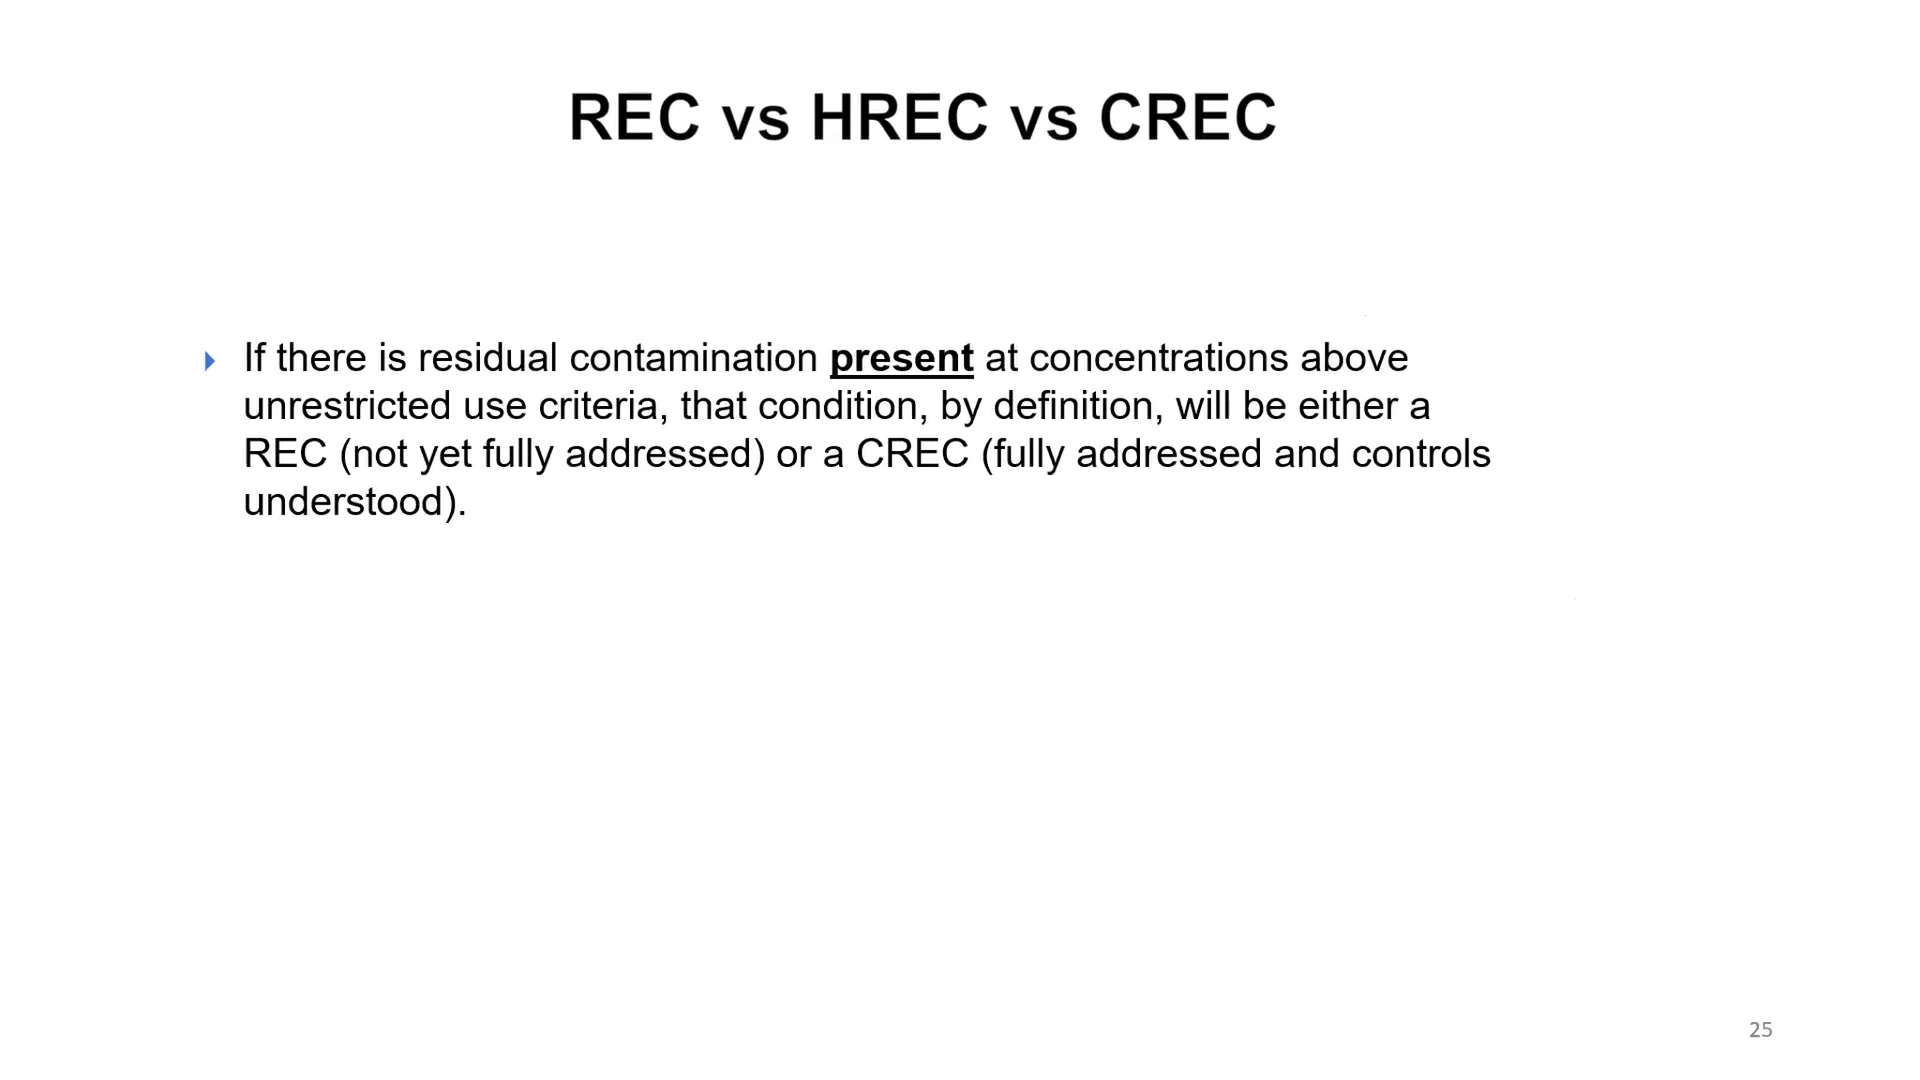 REC vs HREC vs CREC
If there is residual contamination present at concentrations above
unrestricted use criteria, that condition, by definition, will be either a
REC (not yet fully addressed) or a CREC (fully addressed and controls
understood).
25